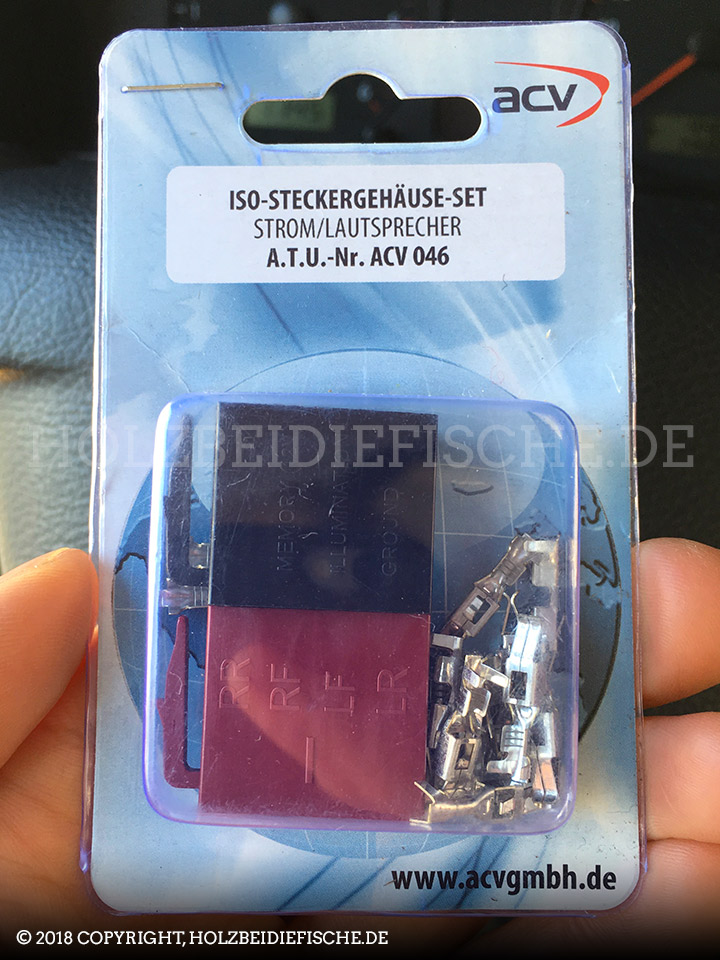 acv
ISO-STECKERGEHÄUSE-SET
STROM/LAUTSPRECHER
A.T.U.-Nr. ACV 046
HOLZBEIDIEFISCHE.DE
MEMORY
ILLUMINAT
GROUND
RR
RF
LF
LR
www.acvgmbh.de
© 2018 COPYRIGHT, HOLZBEIDIEFISCHE.DE